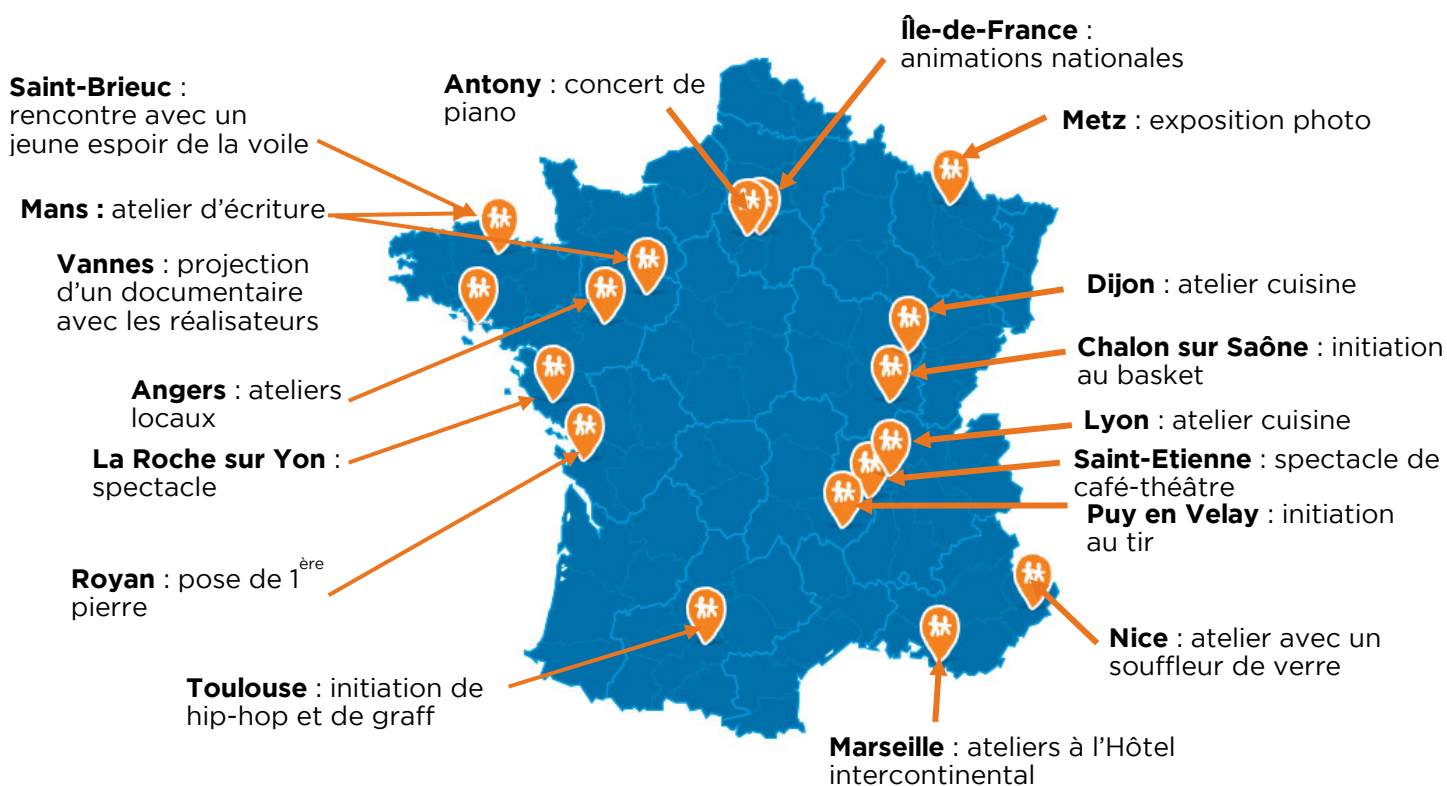 Île-de-France :
animations nationales
Saint-Brieuc :
rencontre avec un
jeune espoir de la voile
Antony : concert de
piano
Metz : exposition photo
Mans : atelier d’écriture
Vannes : projection
d’un documentaire
avec les réalisateurs
Dijon : atelier cuisine
Chalon sur Saône : initiation
au basket
Angers : ateliers
locaux
Lyon : atelier cuisine
La Roche sur Yon :
spectacle
Saint-Etienne : spectacle de
café-théâtre
Puy en Velay : initiation
au tir
Royan : pose de 1ère
pierre
Nice : atelier avec un
souffleur de verre
Toulouse : initiation de
hip-hop et de graff
Marseille : ateliers à l’Hôtel
intercontinental